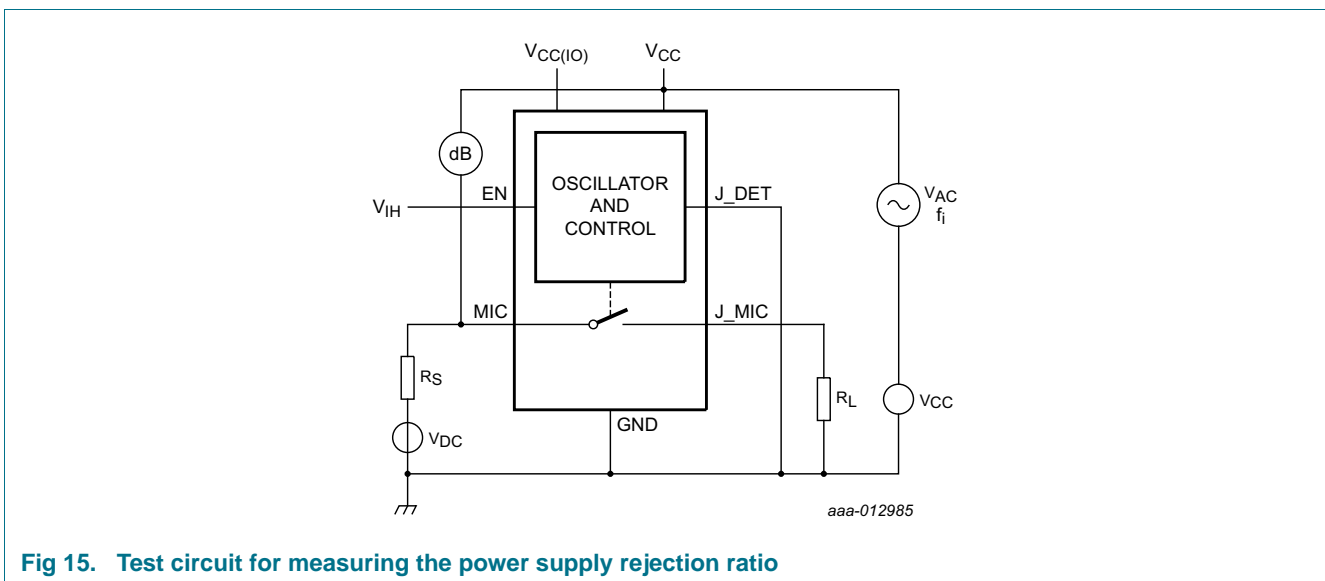 VCC(IO) VCC
dB
OSCILLATOR
AND
CONTROL
EN J_DET
VIH
VAC
fi
MIC J_MIC
RS
RL
VCC
VDC
GND
aaa-012985
Fig 15. Test circuit for measuring the power supply rejection ratio